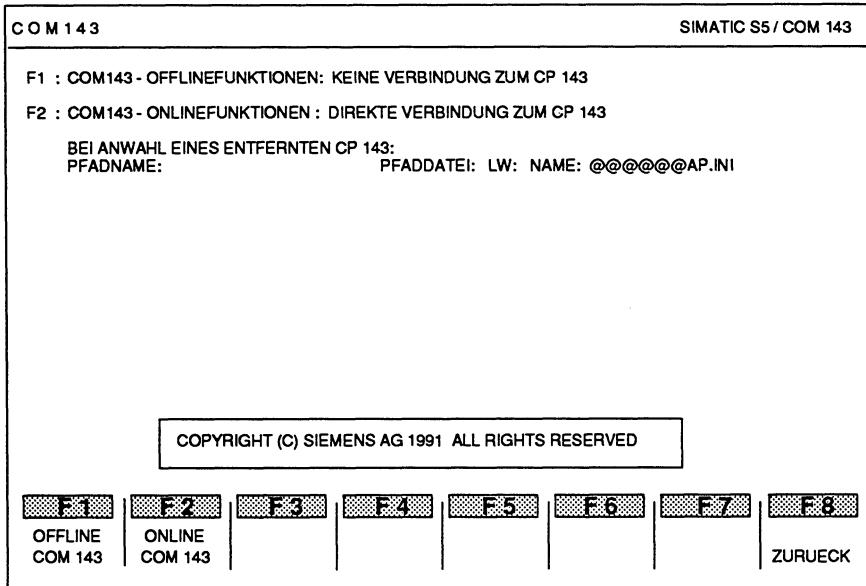 COM143 SIMATIC S5 / COM 143
F1 : COM143 - OFFLINEFUNKTIONEN: KEINE VERBINDUNG ZUM CP 143
F2 : COM143 - ONLINEFUNKTIONEN : DIREKTE VERBINDUNG ZUM CP 143
BEI ANWAHL EINES ENTFERNTEN CP 143:
PFADNAME: PFADDATEI: LW: NAME: @@@@@@AP.INI
COPYRIGHT (C) SIEMENS AG 1991 ALL RIGHTS RESERVED
F1 F2 F3 F4 F5 F6 F7 F8
OFFLINE ONLINE
COM 143 COM 143 ZURUECK